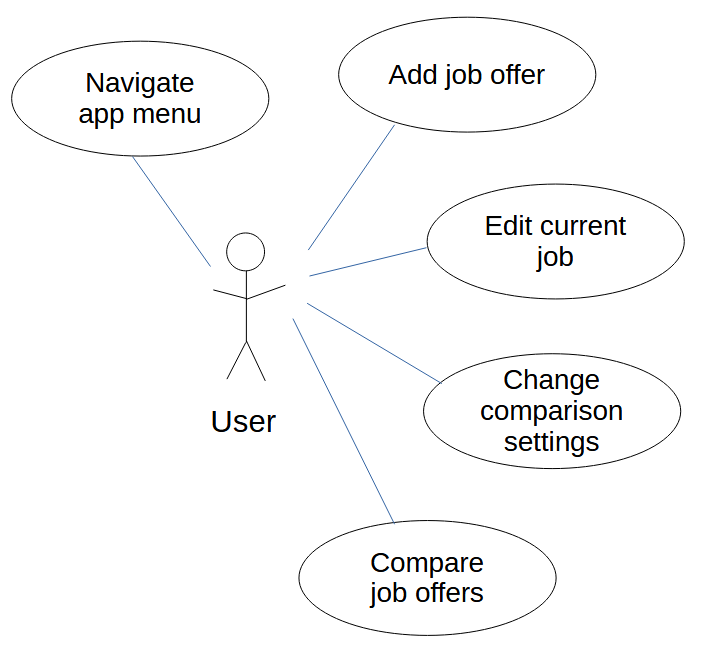 Navigate
app menu
Add job offer
Edit current
job
Change
comparison
settings
User
Compare
job offers